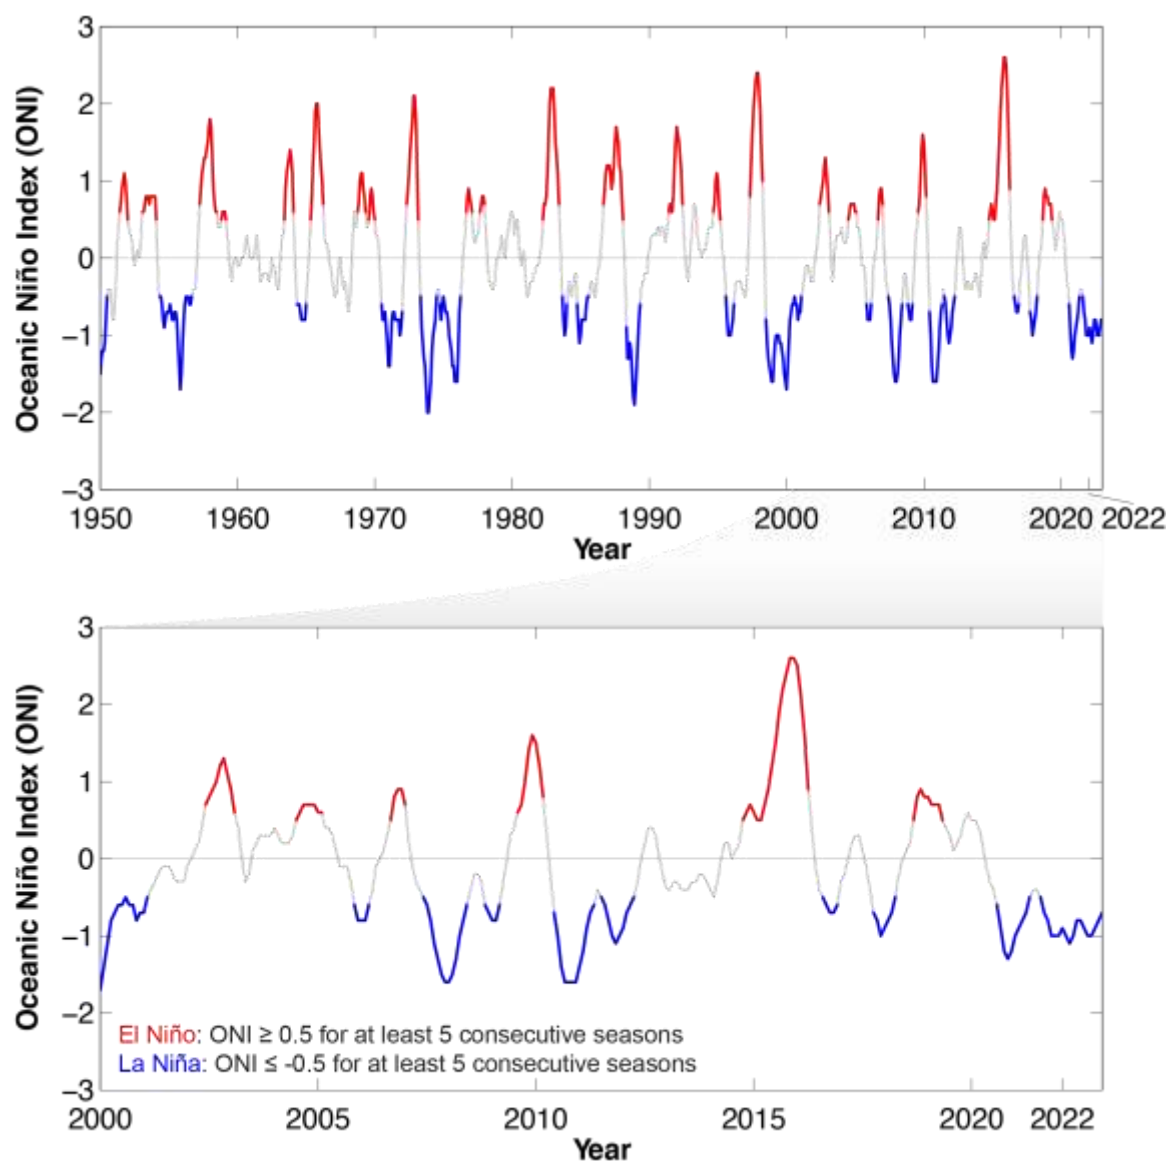 3
2
1
0
−1
−2
−3
Oceanic Niño Index (ONI)
1950 1960 1970 1980 1990 2000 2010 2020 2022
Year
3
2
1
0
−1
−2
−3
Oceanic Niño Index (ONI)
El Niño: ONI ≥ 0.5 for at least 5 consecutive seasons
La Niña: ONI ≤ -0.5 for at least 5 consecutive seasons
2000 2005 2010 2015 2020 2022
Year